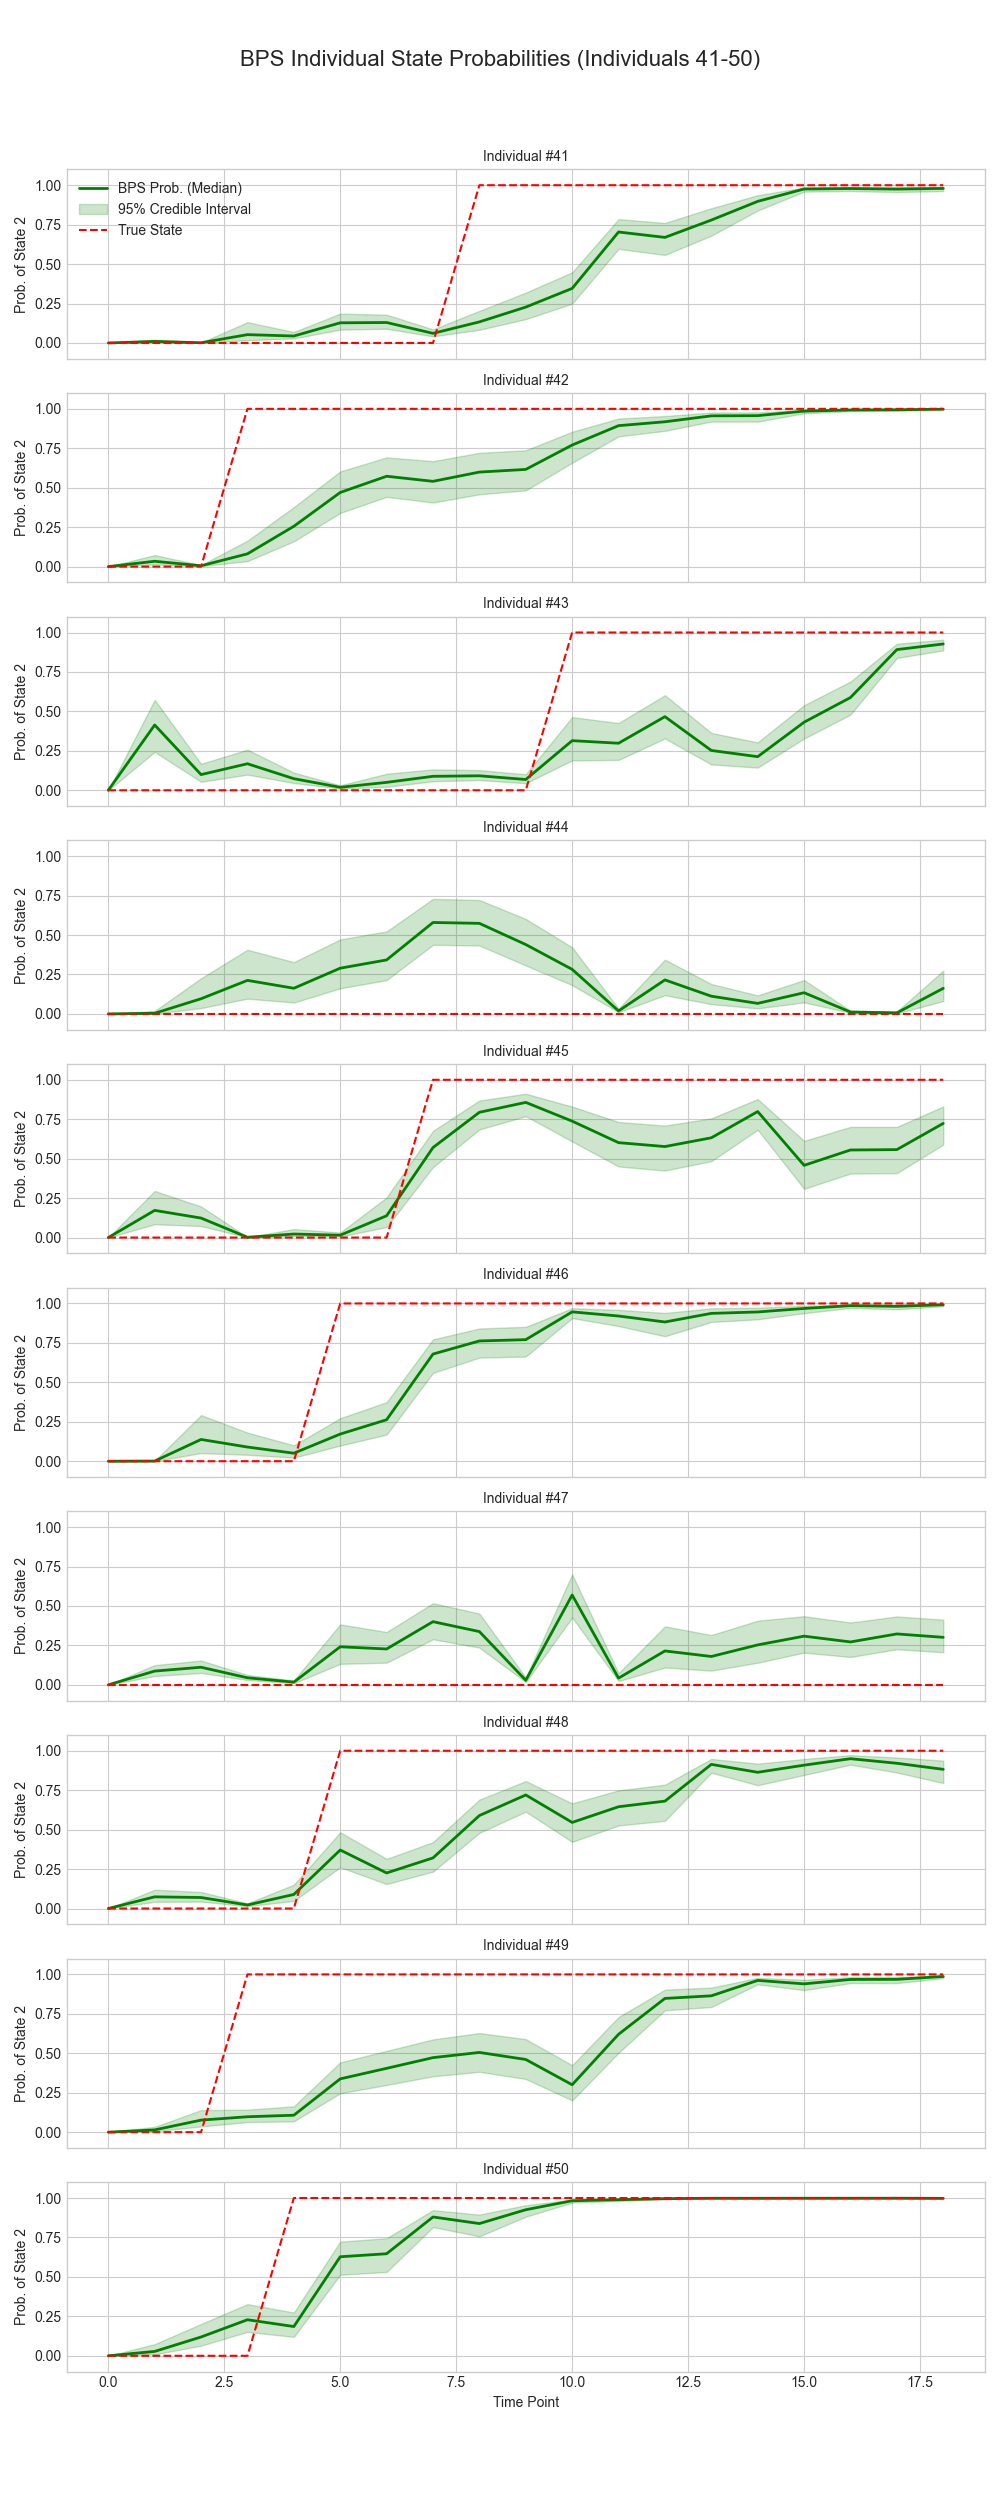 BPS Individual State Probabilities (Individuals 41-50)
Individual #41
1.00
0.75
0.50
0.25
0.00
Prob. of State 2
BPS Prob. (Median)
95% Credible Interval
True State
Individual #42
1.00
0.75
0.50
0.25
0.00
Prob. of State 2
Individual #43
1.00
0.75
0.50
0.25
0.00
Prob. of State 2
Individual #44
1.00
0.75
0.50
0.25
0.00
Prob. of State 2
Individual #45
1.00
0.75
0.50
0.25
0.00
Prob. of State 2
Individual #46
1.00
0.75
0.50
0.25
0.00
Prob. of State 2
Individual #47
1.00
0.75
0.50
0.25
0.00
Prob. of State 2
Individual #48
1.00
0.75
0.50
0.25
0.00
Prob. of State 2
Individual #49
1.00
0.75
0.50
0.25
0.00
Prob. of State 2
Individual #50
1.00
0.75
0.50
0.25
0.00
Prob. of State 2
0.0 2.5 5.0 7.5 10.0 12.5 15.0 17.5
Time Point